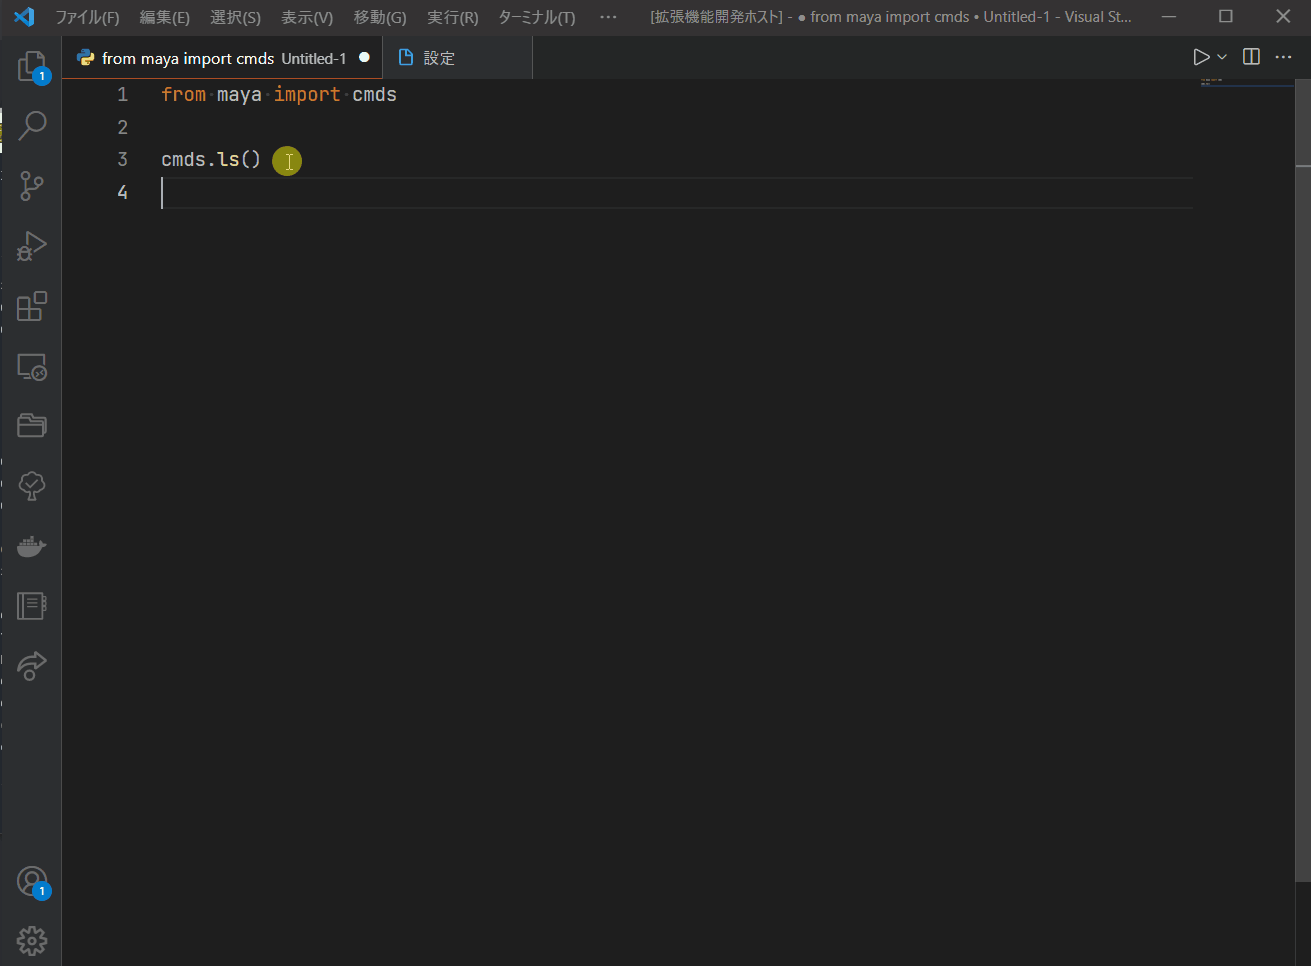 ファイル(F) 編集(E) 選択(S) 表示(V) 移動(G) 実行(R) ターミナル(T) ··· [拡張機能開発ホスト] - ● from maya import cmds • Untitled-1 - Visual St...
from maya import cmds Untitled-1 ● 設定
1 from maya import cmds
2
3 cmds.ls()
4
1
1